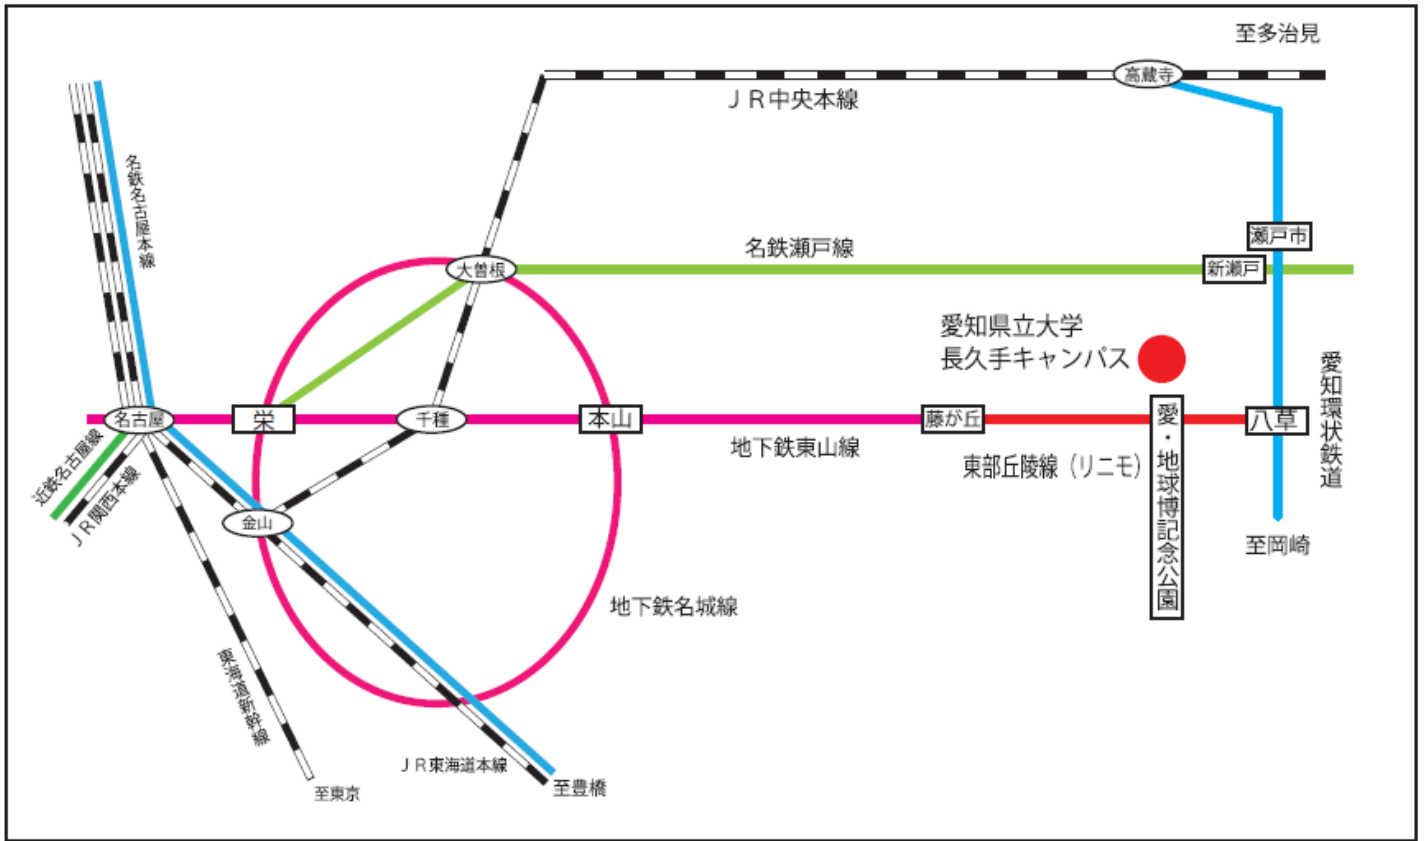 至多治見
高蔵寺
ＪＲ中央本線
名鉄名古屋本線
瀬戸市
名鉄瀬戸線
大曽根
新瀬戸
愛知県立大学
長久手キャンパス
愛知環状鉄道
名古屋
栄
千種
本山
藤が丘
愛・地球博記念公園
八草
地下鉄東山線
東部丘陵線（リニモ）
近鉄名古屋線
ＪＲ関西本線
金山
至岡崎
地下鉄名城線
東海道新幹線
ＪＲ東海道本線
至東京
至豊橋